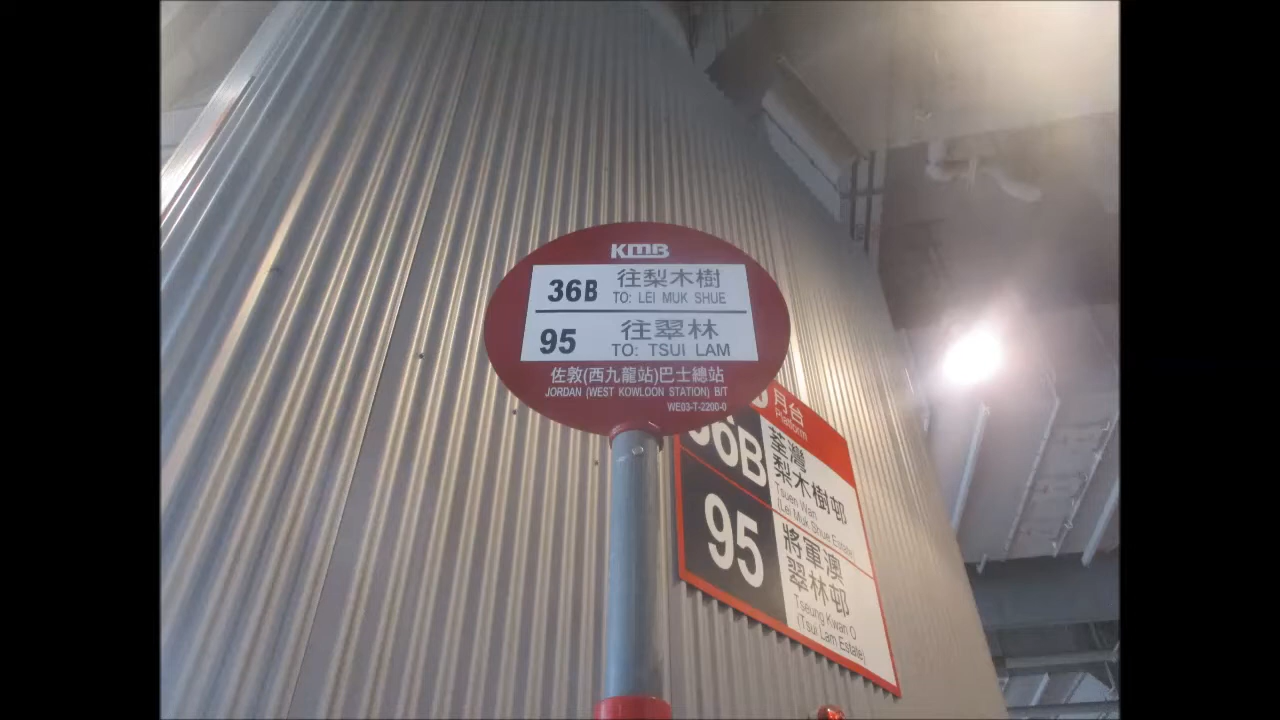 KMB
36B 往梨木樹
TO: LEI MUK SHUE
95 往翠林
TO: TSUI LAM
佐敦(西九龍站)巴士總站
JORDAN (WEST KOWLOON STATION) B/T
WE03-T-2200-0
月台
Platform
36B 荃灣
梨木樹邨
Tsuen Wan
(Lei Muk Shue Estate)
95 將軍澳
翠林邨
Tseung Kwan O
(Tsui Lam Estate)